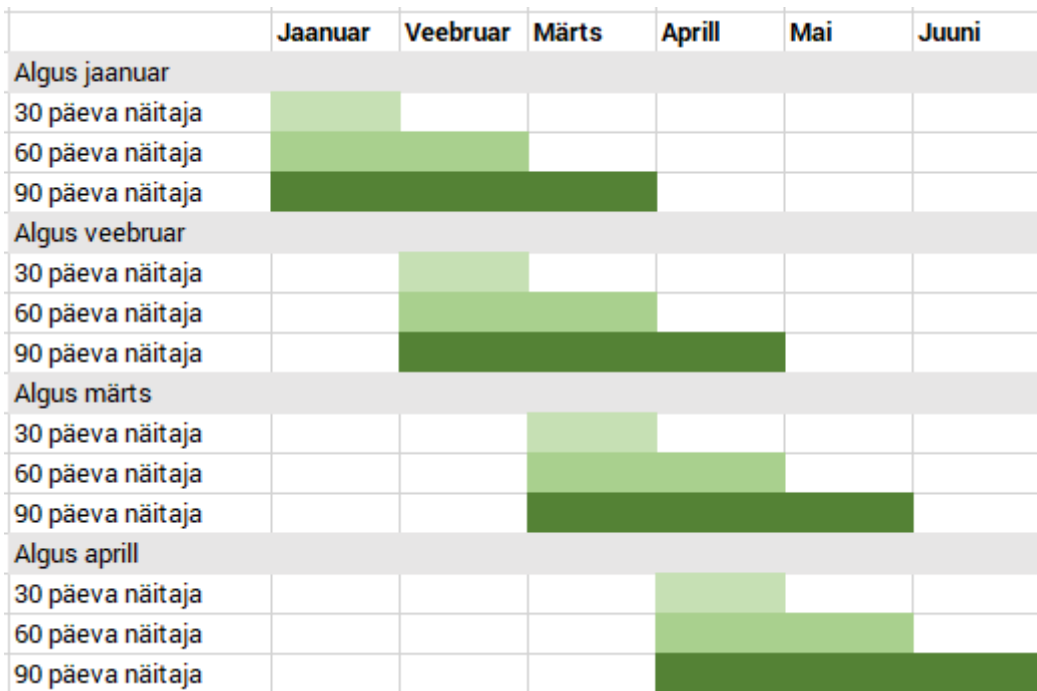 Jaanuar Veebruar Märts Aprill Mai Juuni
Algus jaanuar
30 päeva näitaja
60 päeva näitaja
90 päeva näitaja
Algus veebruar
30 päeva näitaja
60 päeva näitaja
90 päeva näitaja
Algus märts
30 päeva näitaja
60 päeva näitaja
90 päeva näitaja
Algus aprill
30 päeva näitaja
60 päeva näitaja
90 päeva näitaja